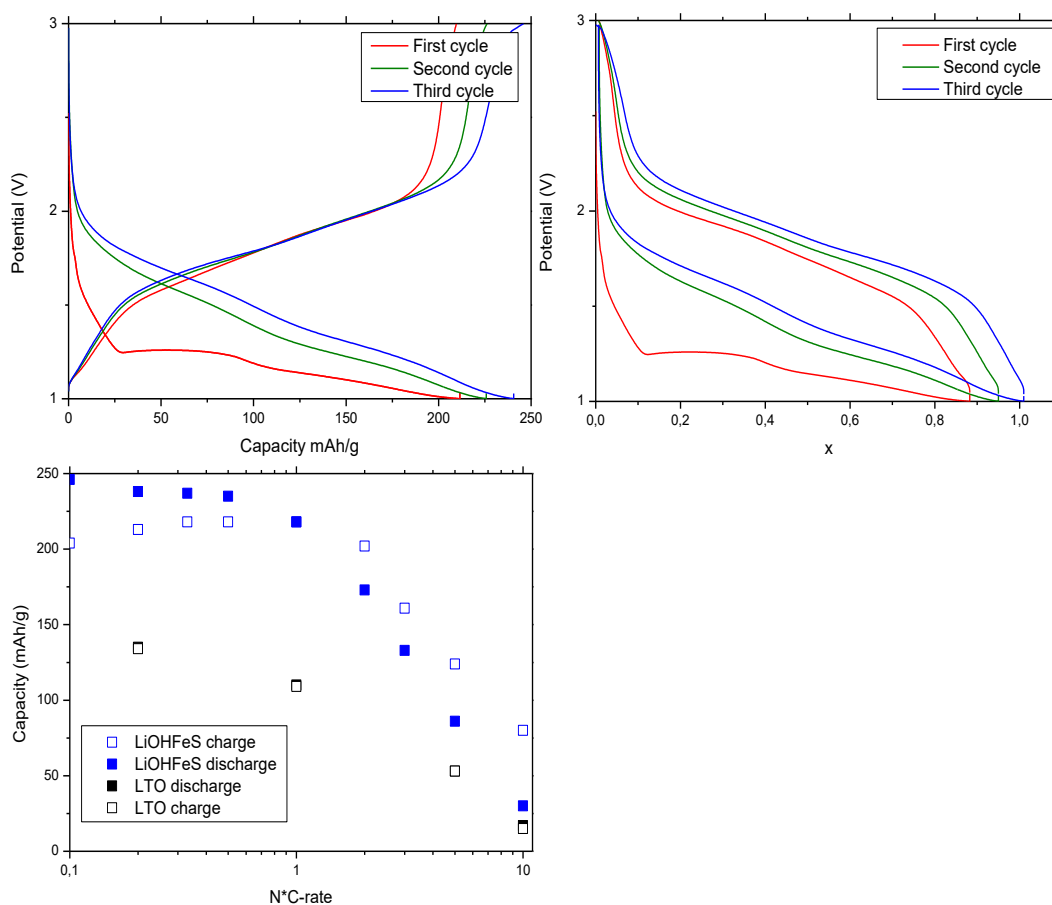 3
2
1
Potential (V)
0
50
100
150
200
250
Capacity mAh/g
First cycle
Second cycle
Third cycle
3
2
1
Potential (V)
0,0
0,2
0,4
0,6
0,8
1,0
x
First cycle
Second cycle
Third cycle
250
200
150
100
50
0
Capacity (mAh/g)
0,1
1
10
N*C-rate
LiOHFeS charge
LiOHFeS discharge
LTO discharge
LTO charge